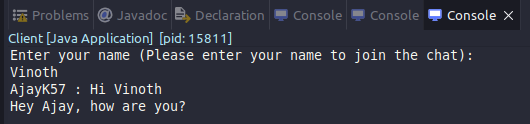 Problems @ Javadoc Declaration Console Console Console
Client [Java Application] [pid: 15811]
Enter your name (Please enter your name to join the chat):
Vinoth
AjayK57 : Hi Vinoth
Hey Ajay, how are you?